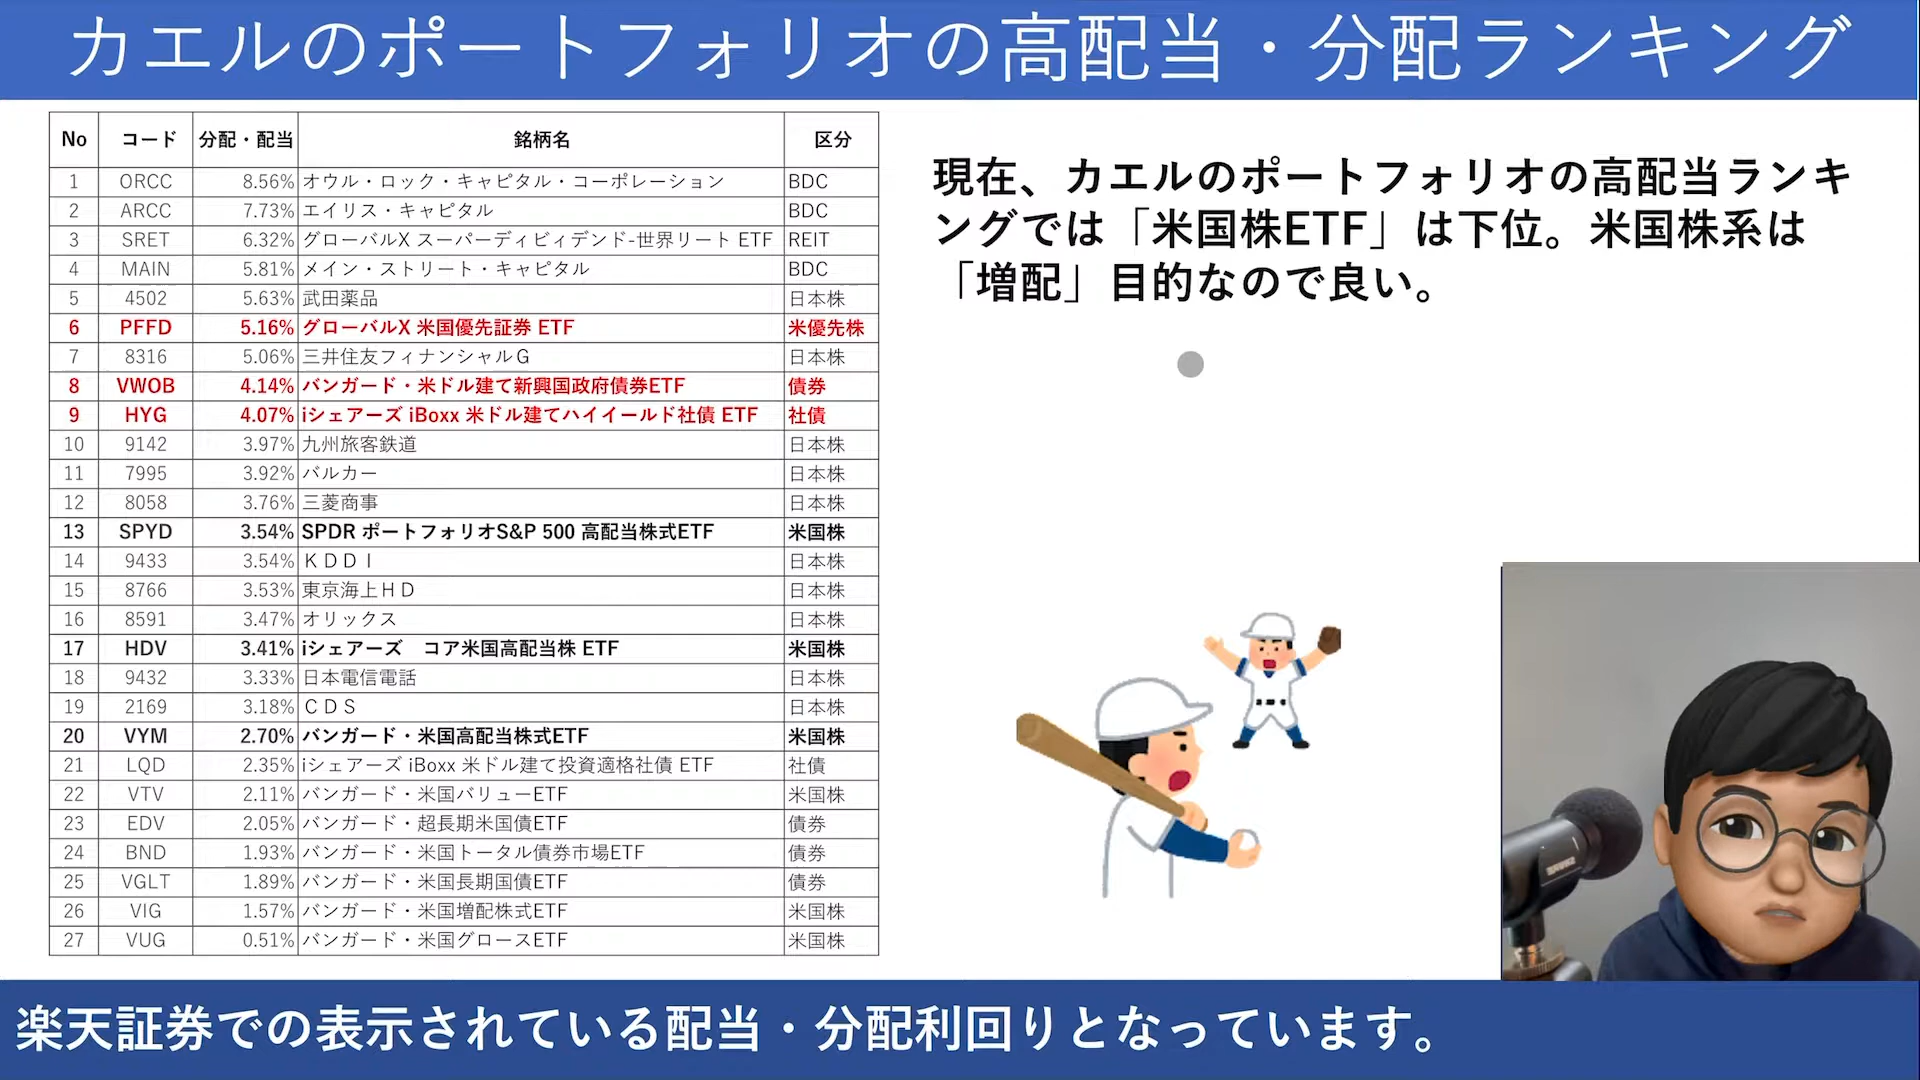 カエルのポートフォリオの高配当・分配ランキング
No コード 分配・配当 銘柄名 区分
1 ORCC 8.56% オウル・ロック・キャピタル・コーポレーション BDC
2 ARCC 7.73% エイリス・キャピタル BDC
3 SRET 6.32% グローバルX スーパーディビィデンド-世界リート ETF REIT
4 MAIN 5.81% メイン・ストリート・キャピタル BDC
5 4502 5.63% 武田薬品 日本株
6 PFFD 5.16% グローバルX 米国優先証券 ETF 米優先株
7 8316 5.06% 三井住友フィナンシャルG 日本株
8 VWOB 4.14% バンガード・米ドル建て新興国政府債券ETF 債券
9 HYG 4.07% iシェアーズ iBoxx 米ドル建てハイイールド社債 ETF 社債
10 9142 3.97% 九州旅客鉄道 日本株
11 7995 3.92% バルカー 日本株
12 8058 3.76% 三菱商事 日本株
13 SPYD 3.54% SPDR ポートフォリオS&P 500 高配当株式ETF 米国株
14 9433 3.54% KDDI 日本株
15 8766 3.53% 東京海上HD 日本株
16 8591 3.47% オリックス 日本株
17 HDV 3.41% iシェアーズ　コア米国高配当株 ETF 米国株
18 9432 3.33% 日本電信電話 日本株
19 2169 3.18% CDS 日本株
20 VYM 2.70% バンガード・米国高配当株式ETF 米国株
21 LQD 2.35% iシェアーズ iBoxx 米ドル建て投資適格社債 ETF 社債
22 VTV 2.11% バンガード・米国バリューETF 米国株
23 EDV 2.05% バンガード・超長期米国債ETF 債券
24 BND 1.93% バンガード・米国トータル債券市場ETF 債券
25 VGLT 1.89% バンガード・米国長期国債ETF 債券
26 VIG 1.57% バンガード・米国増配株式ETF 米国株
27 VUG 0.51% バンガード・米国グロースETF 米国株
現在、カエルのポートフォリオの高配当ランキ
ングでは「米国株ETF」は下位。米国株系は
「増配」目的なので良い。
楽天証券での表示されている配当・分配利回りとなっています。